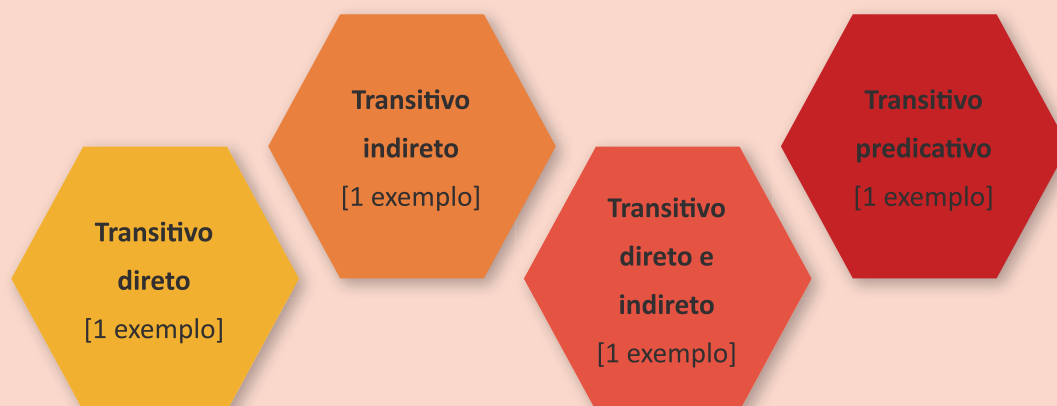 Transitivo
direto
[1 exemplo]
Transitivo
indireto
[1 exemplo]
Transitivo
direto e
indireto
[1 exemplo]
Transitivo
predicativo
[1 exemplo]